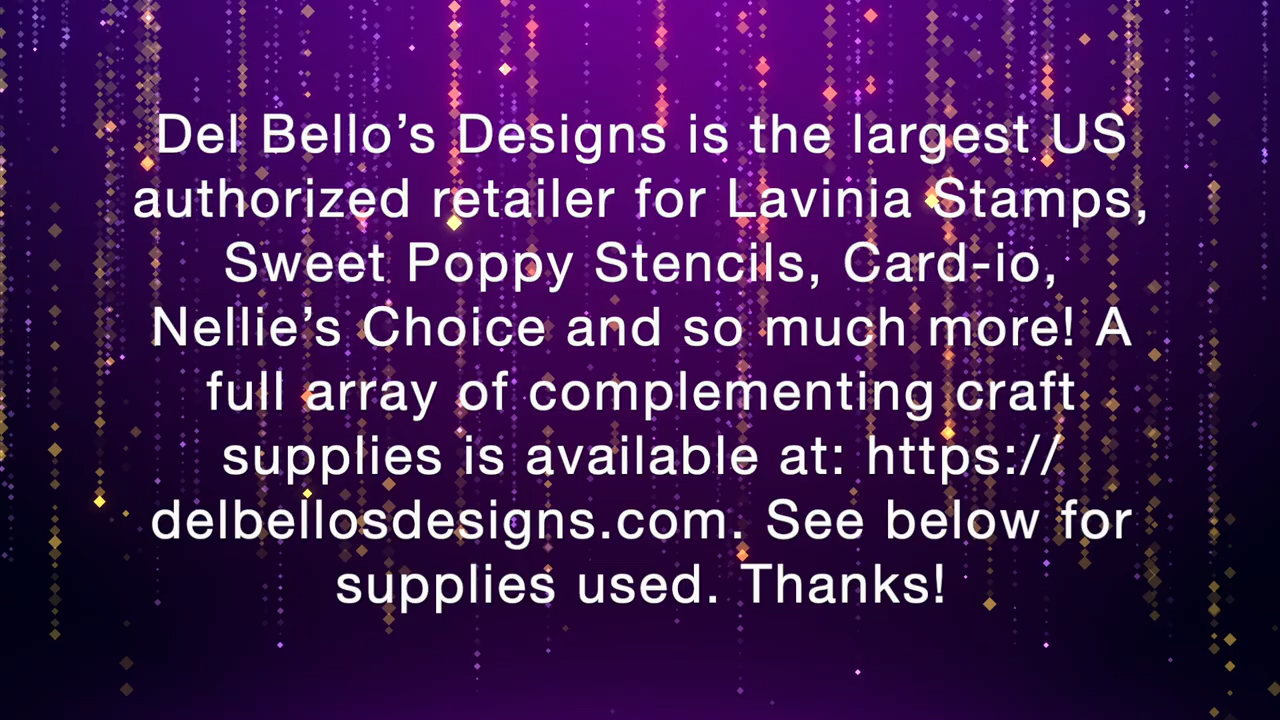 Del Bello’s Designs is the largest US
authorized retailer for Lavinia Stamps,
Sweet Poppy Stencils, Card-io,
Nellie’s Choice and so much more! A
full array of complementing craft
supplies is available at: https://
delbellosdesigns.com. See below for
supplies used. Thanks!